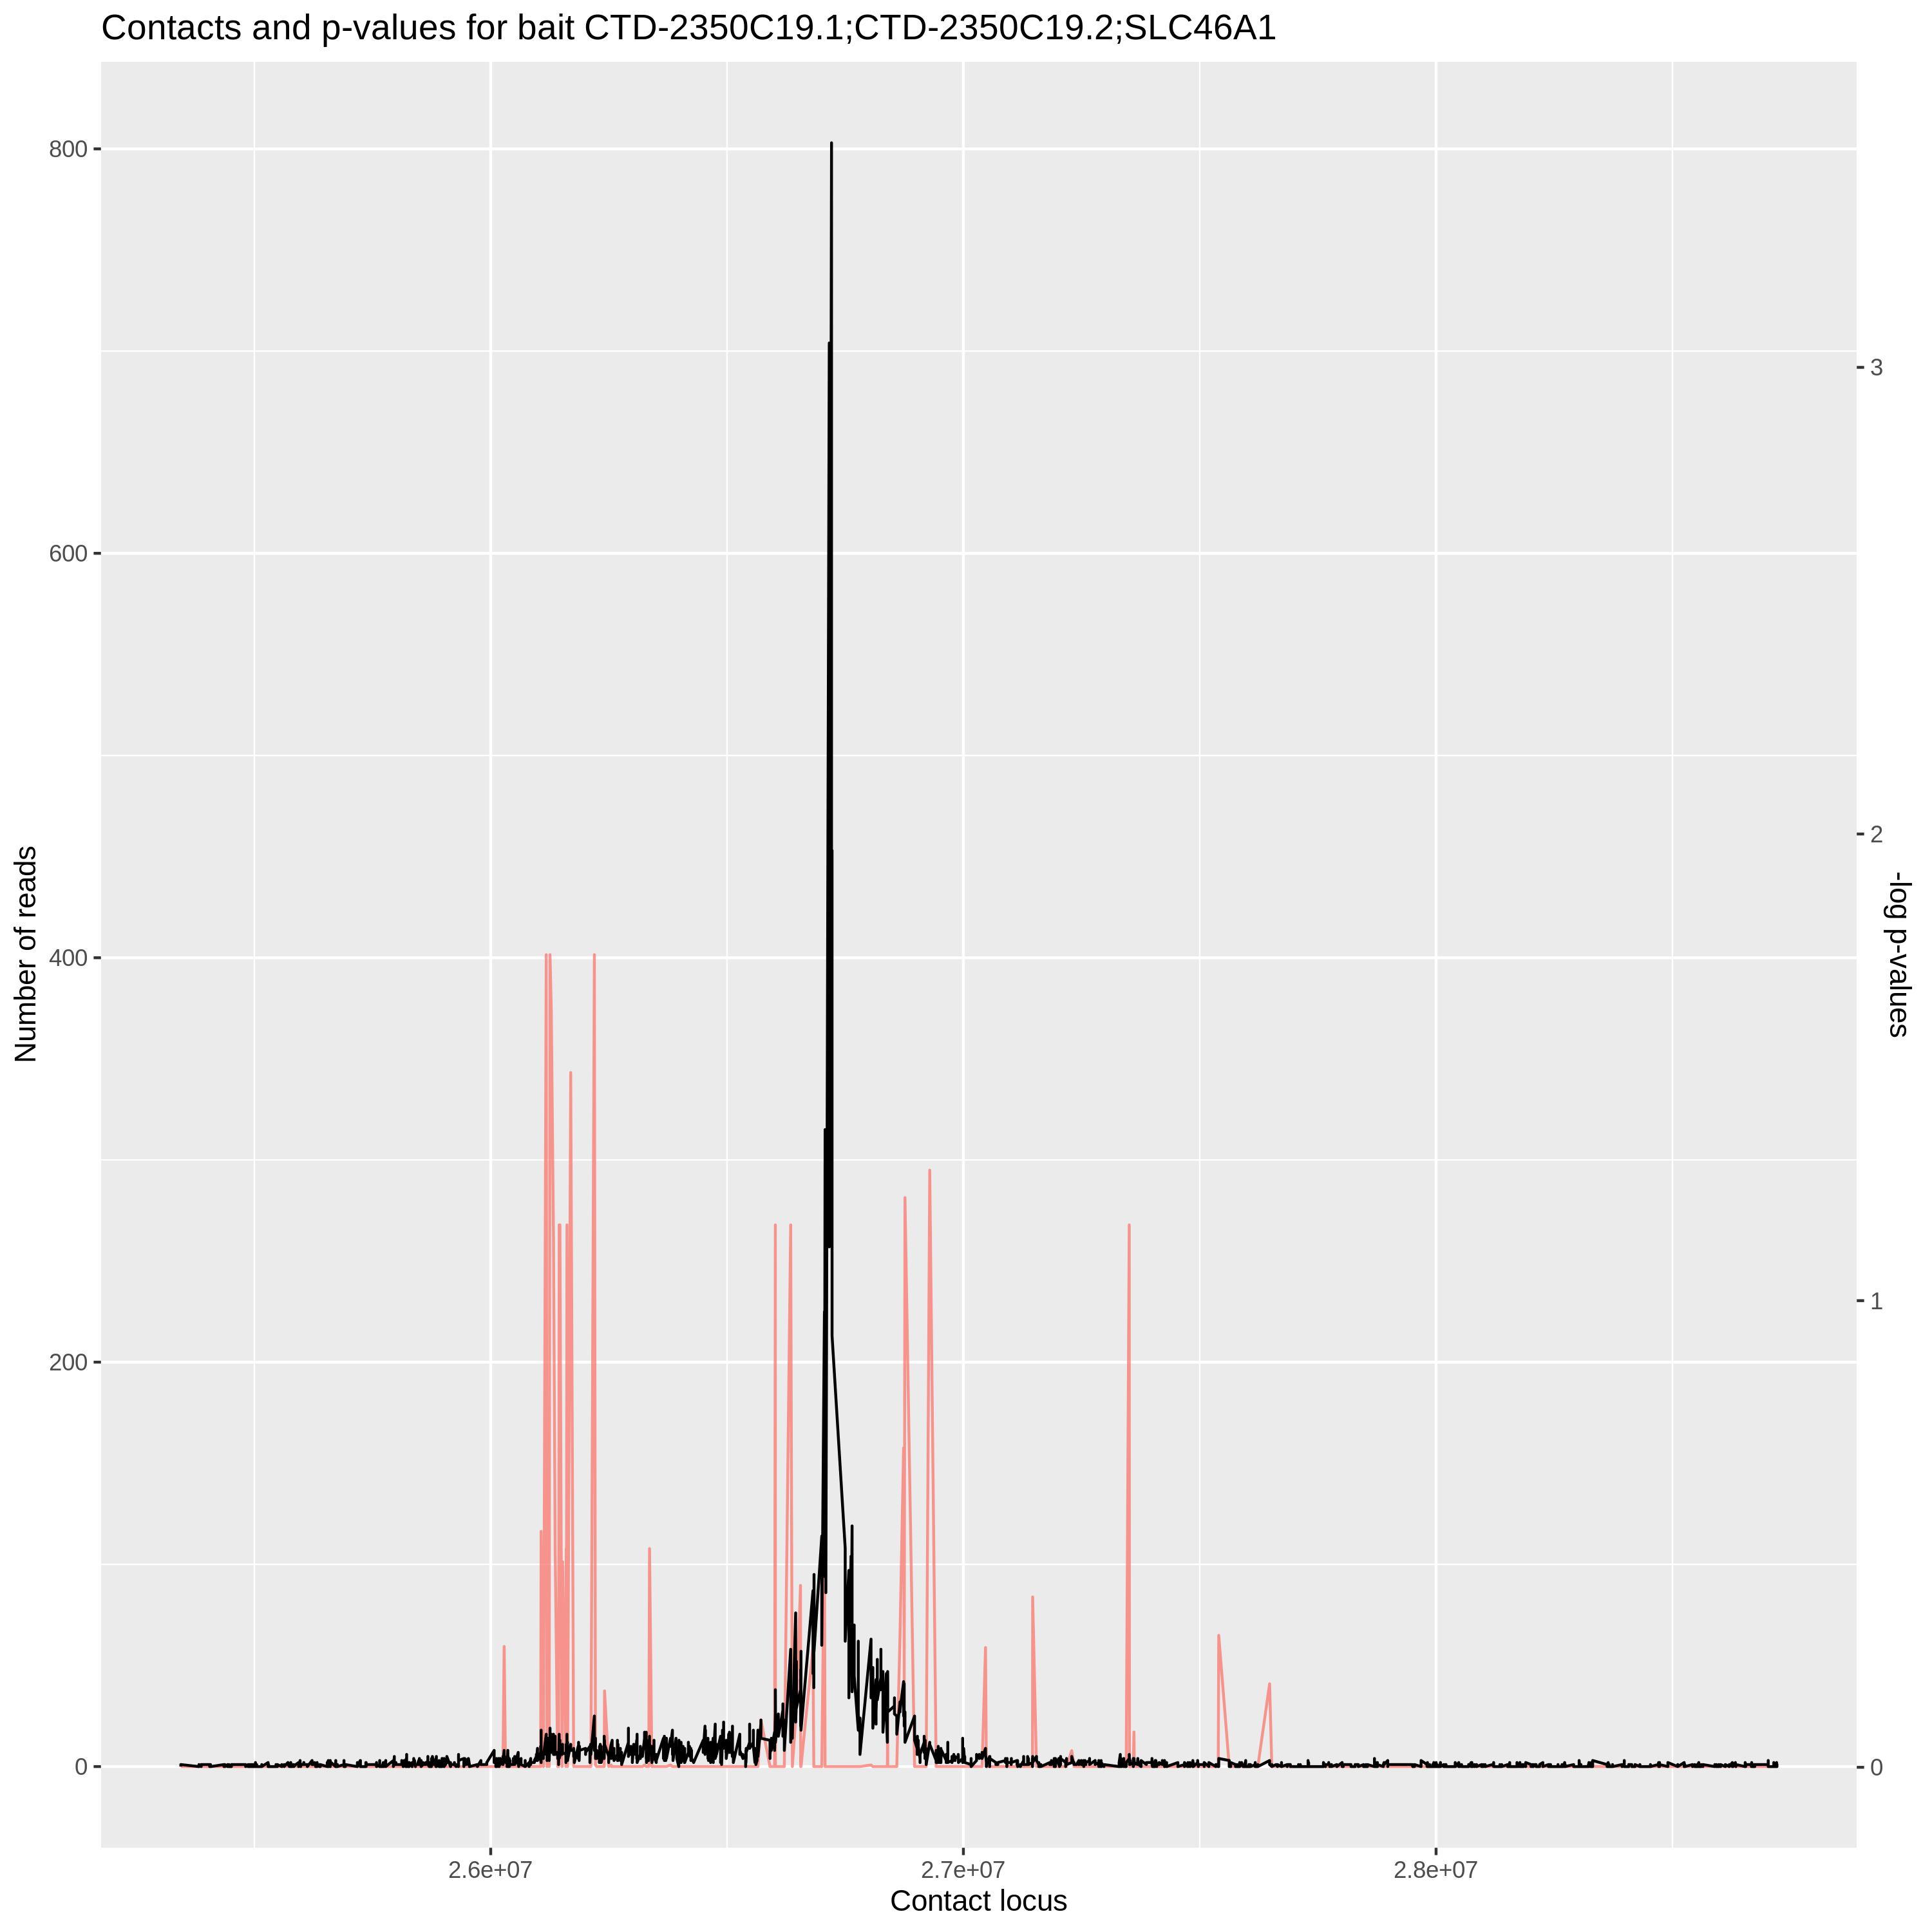 Contacts and p-values for bait CTD-2350C19.1;CTD-2350C19.2;SLC46A1
800
600
400
200
0
Number of reads
3
2
1
0
-log p-values
2.6e+07
2.7e+07
2.8e+07
Contact locus